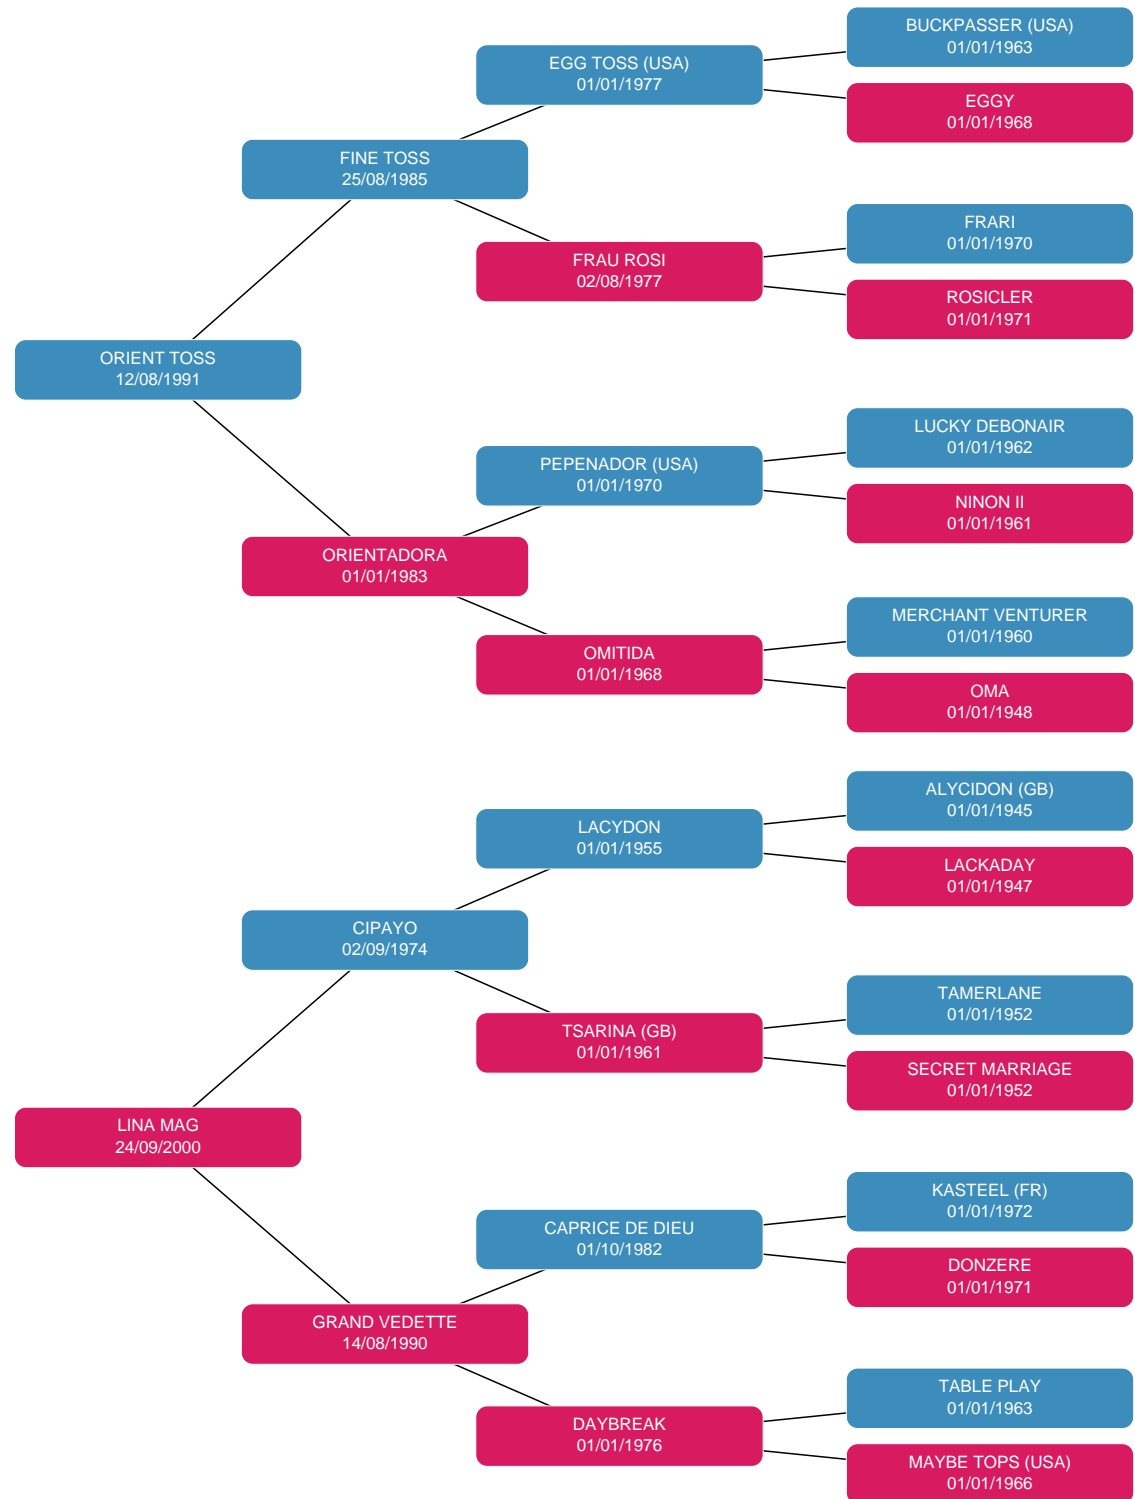 BUCKPASSER (USA)
01/01/1963
EGG TOSS (USA)
01/01/1977
EGGY
01/01/1968
FINE TOSS
25/08/1985
FRARI
01/01/1970
FRAU ROSI
02/08/1977
ROSICLER
01/01/1971
ORIENT TOSS
12/08/1991
LUCKY DEBONAIR
01/01/1962
PEPENADOR (USA)
01/01/1970
NINON II
01/01/1961
ORIENTADORA
01/01/1983
MERCHANT VENTURER
01/01/1960
OMITIDA
01/01/1968
OMA
01/01/1948
ALYCIDON (GB)
01/01/1945
LACYDON
01/01/1955
LACKADAY
01/01/1947
CIPAYO
02/09/1974
TAMERLANE
01/01/1952
TSARINA (GB)
01/01/1961
SECRET MARRIAGE
01/01/1952
LINA MAG
24/09/2000
KASTEEL (FR)
01/01/1972
CAPRICE DE DIEU
01/10/1982
DONZERE
01/01/1971
GRAND VEDETTE
14/08/1990
TABLE PLAY
01/01/1963
DAYBREAK
01/01/1976
MAYBE TOPS (USA)
01/01/1966